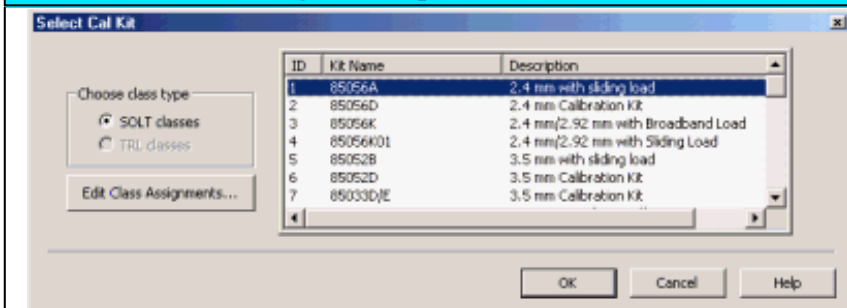 Select Cal Kit
ID Kit Name Description
Choose class type
SOLT classes
TRL classes
Edit Class Assignments...
1 85056A 2.4 mm with sliding load
2 85056D 2.4 mm Calibration Kit
3 85056K 2.4 mm/2.92 mm with Broadband Load
4 85056K01 2.4 mm/2.92 mm with Sliding Load
5 85052B 3.5 mm with sliding load
6 85052D 3.5 mm Calibration Kit
7 85033D/E 3.5 mm Calibration Kit
OK Cancel Help